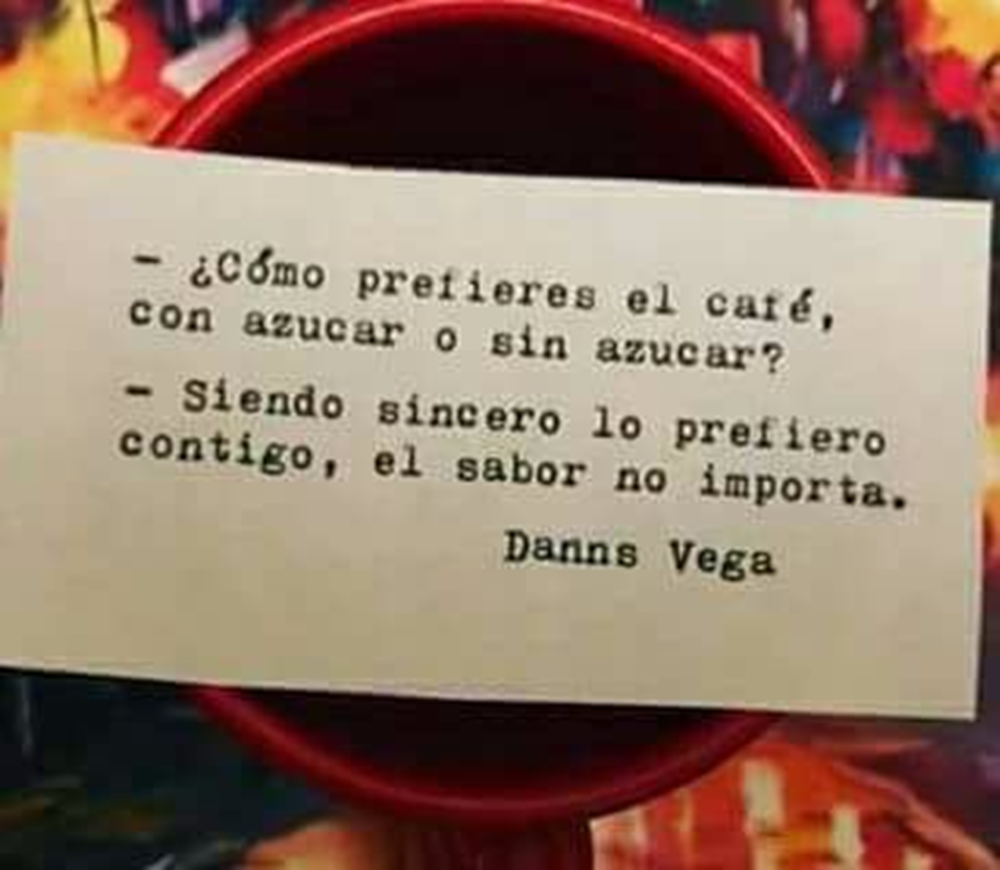 - ¿Cómo prefieres el café,
con azucar o sin azucar?
- Siendo sincero lo prefiero
contigo, el sabor no importa.
Danns Vega